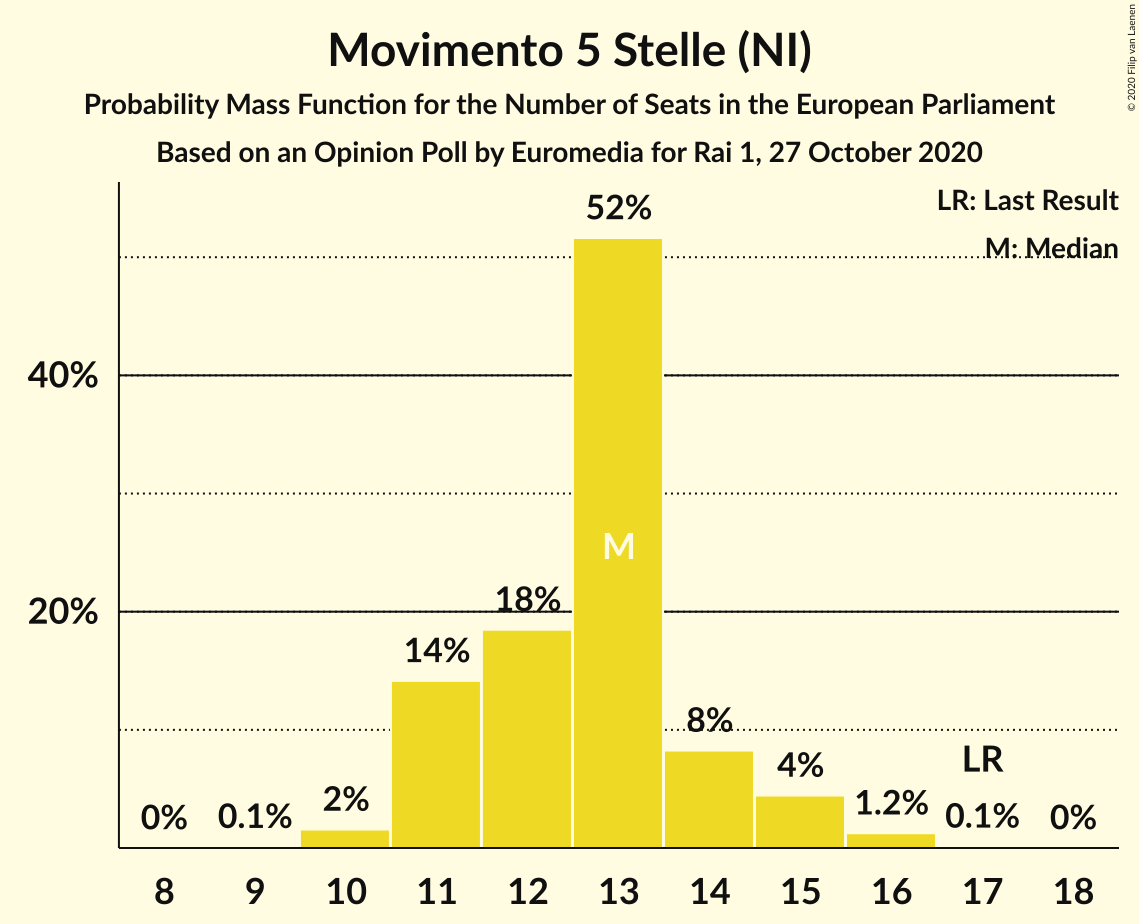 Movimento 5 Stelle (NI)
Probability Mass Function for the Number of Seats in the European Parliament
Based on an Opinion Poll by Euromedia for Rai 1, 27 October 2020
© 2020 Filip van Laenen
LR: Last Result
M: Median
40%
20%
0%
0.1%
2%
14%
18%
52%
M
8%
4%
1.2%
LR
0.1%
0%
8 9 10 11 12 13 14 15 16 17 18